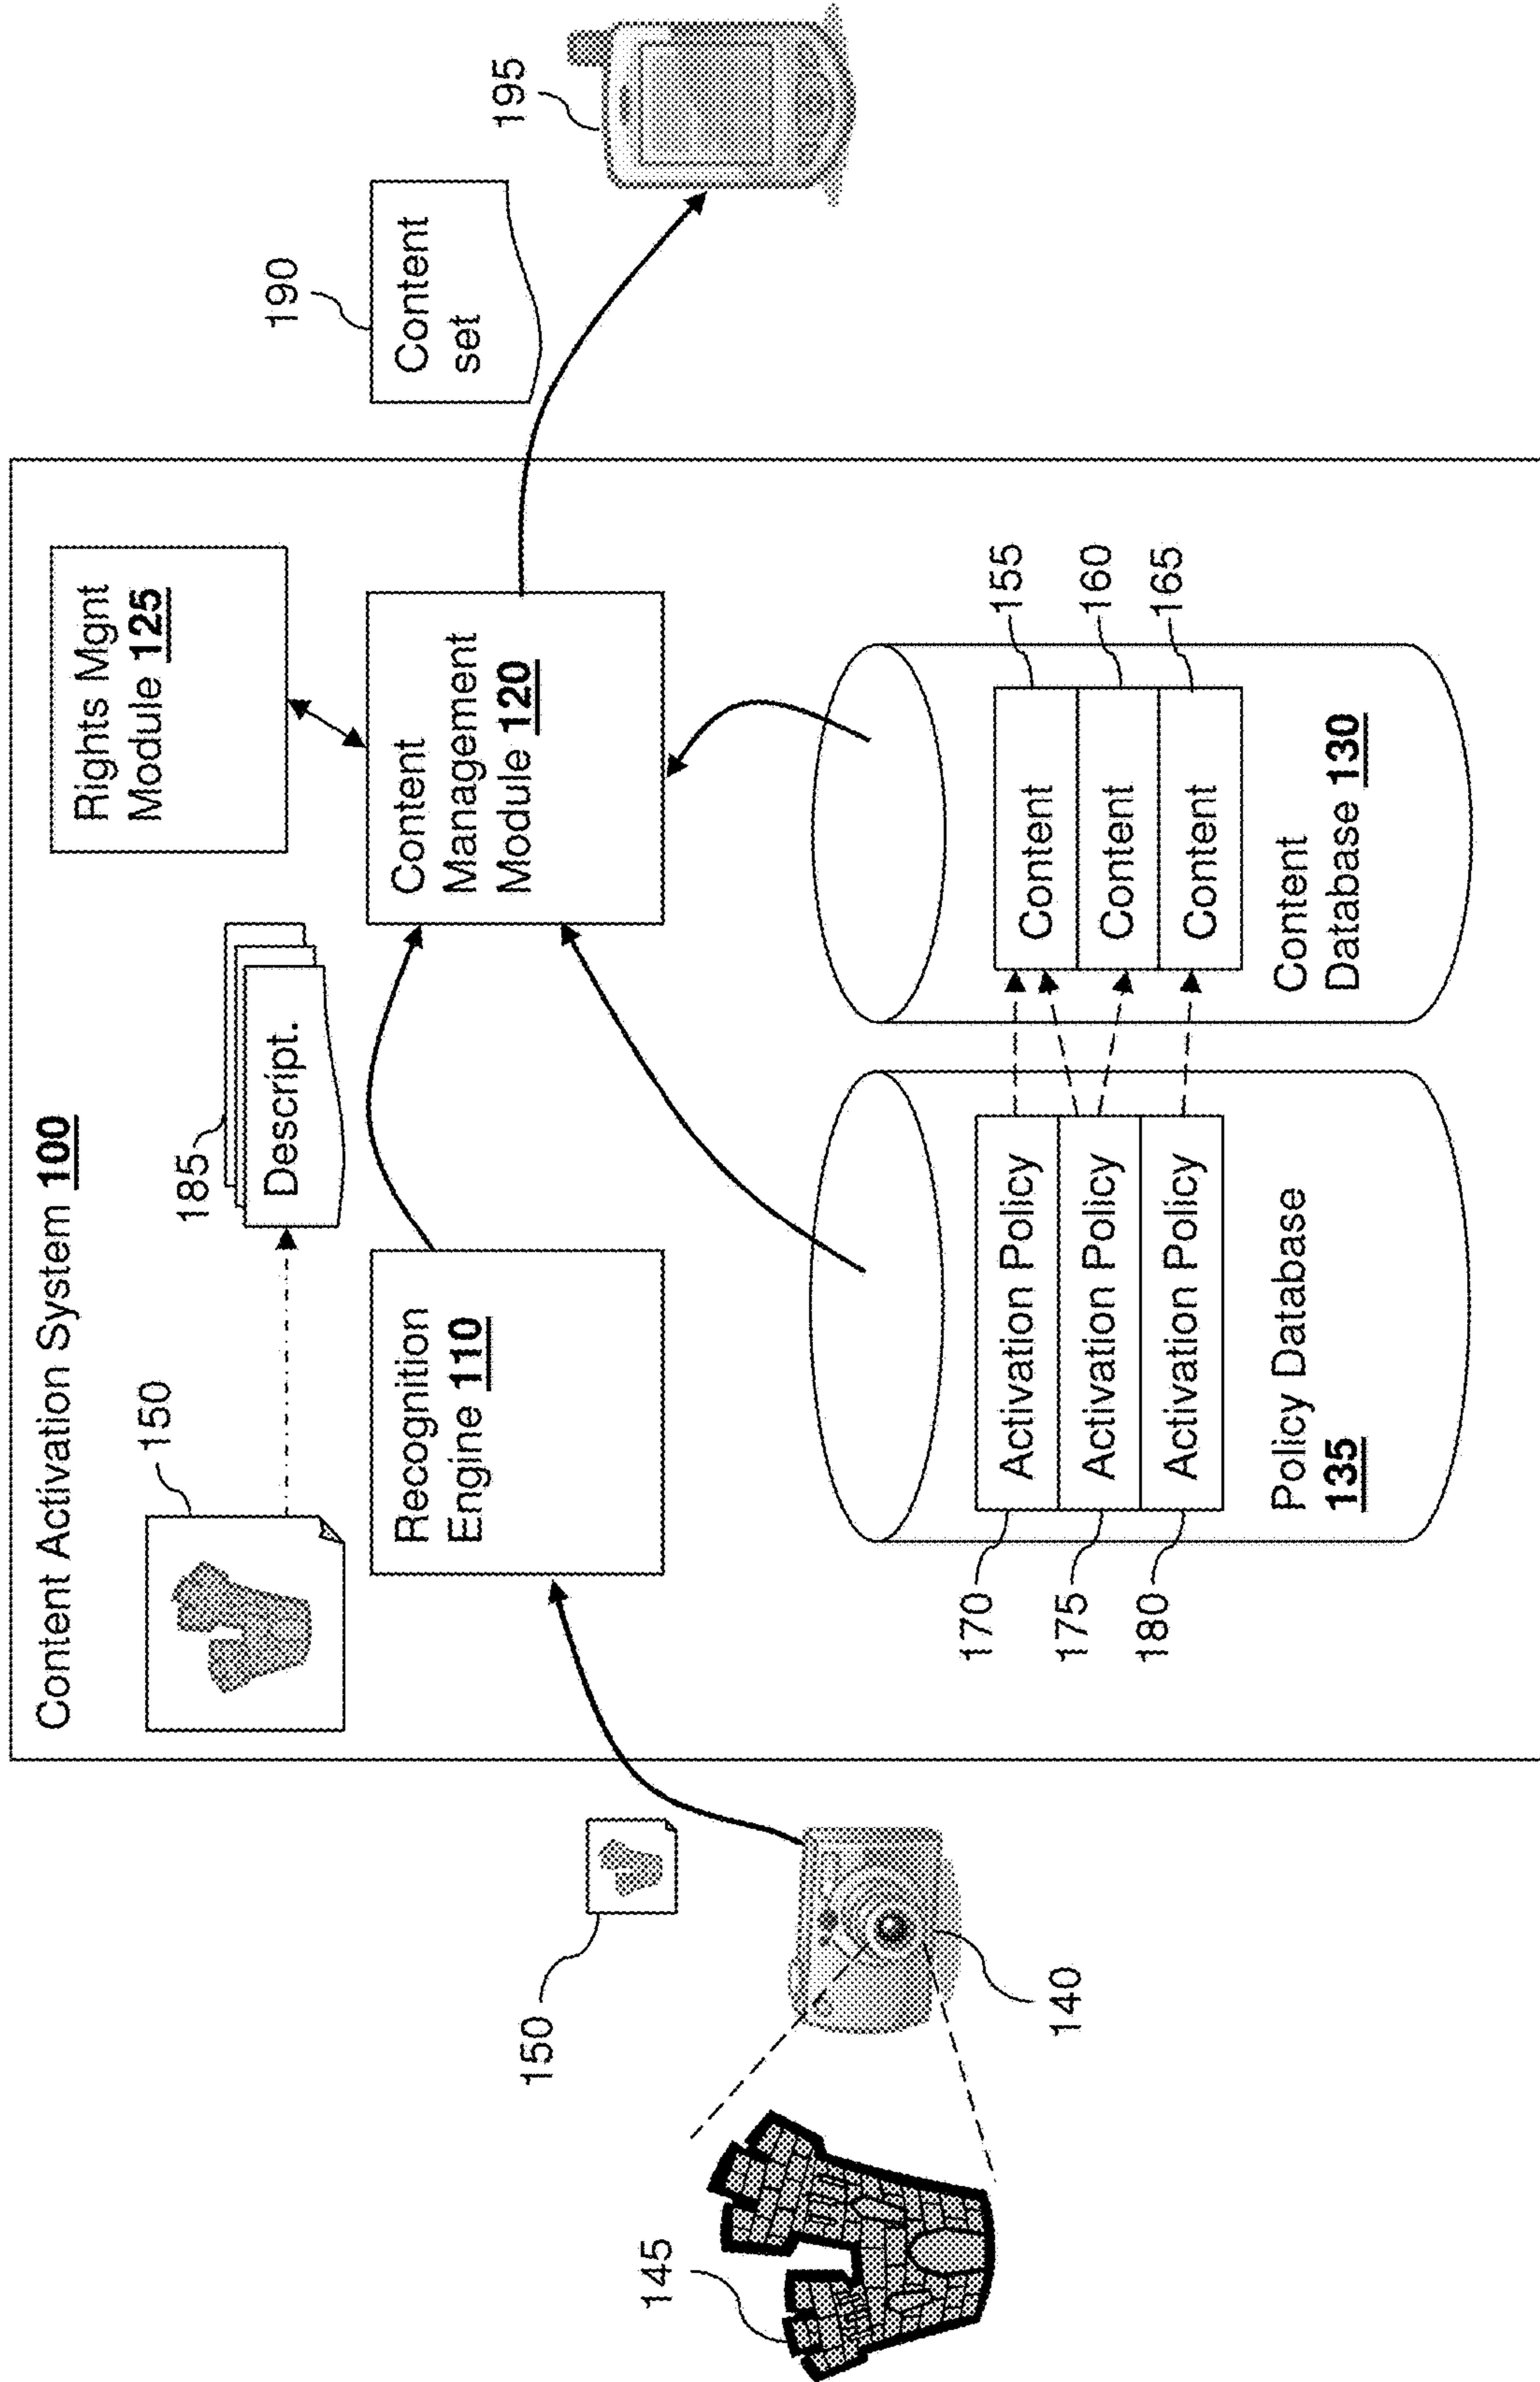 Content Activation System 100
150
185
Descript.
Rights Mgnt
Module 125
Recognition
Engine 110
Content
Management
Module 120
190
Content
set
195
150
145
140
170
175
180
Activation Policy
Activation Policy
Activation Policy
Policy Database
135
Content
Content
Content
155
160
165
Content
Database 130